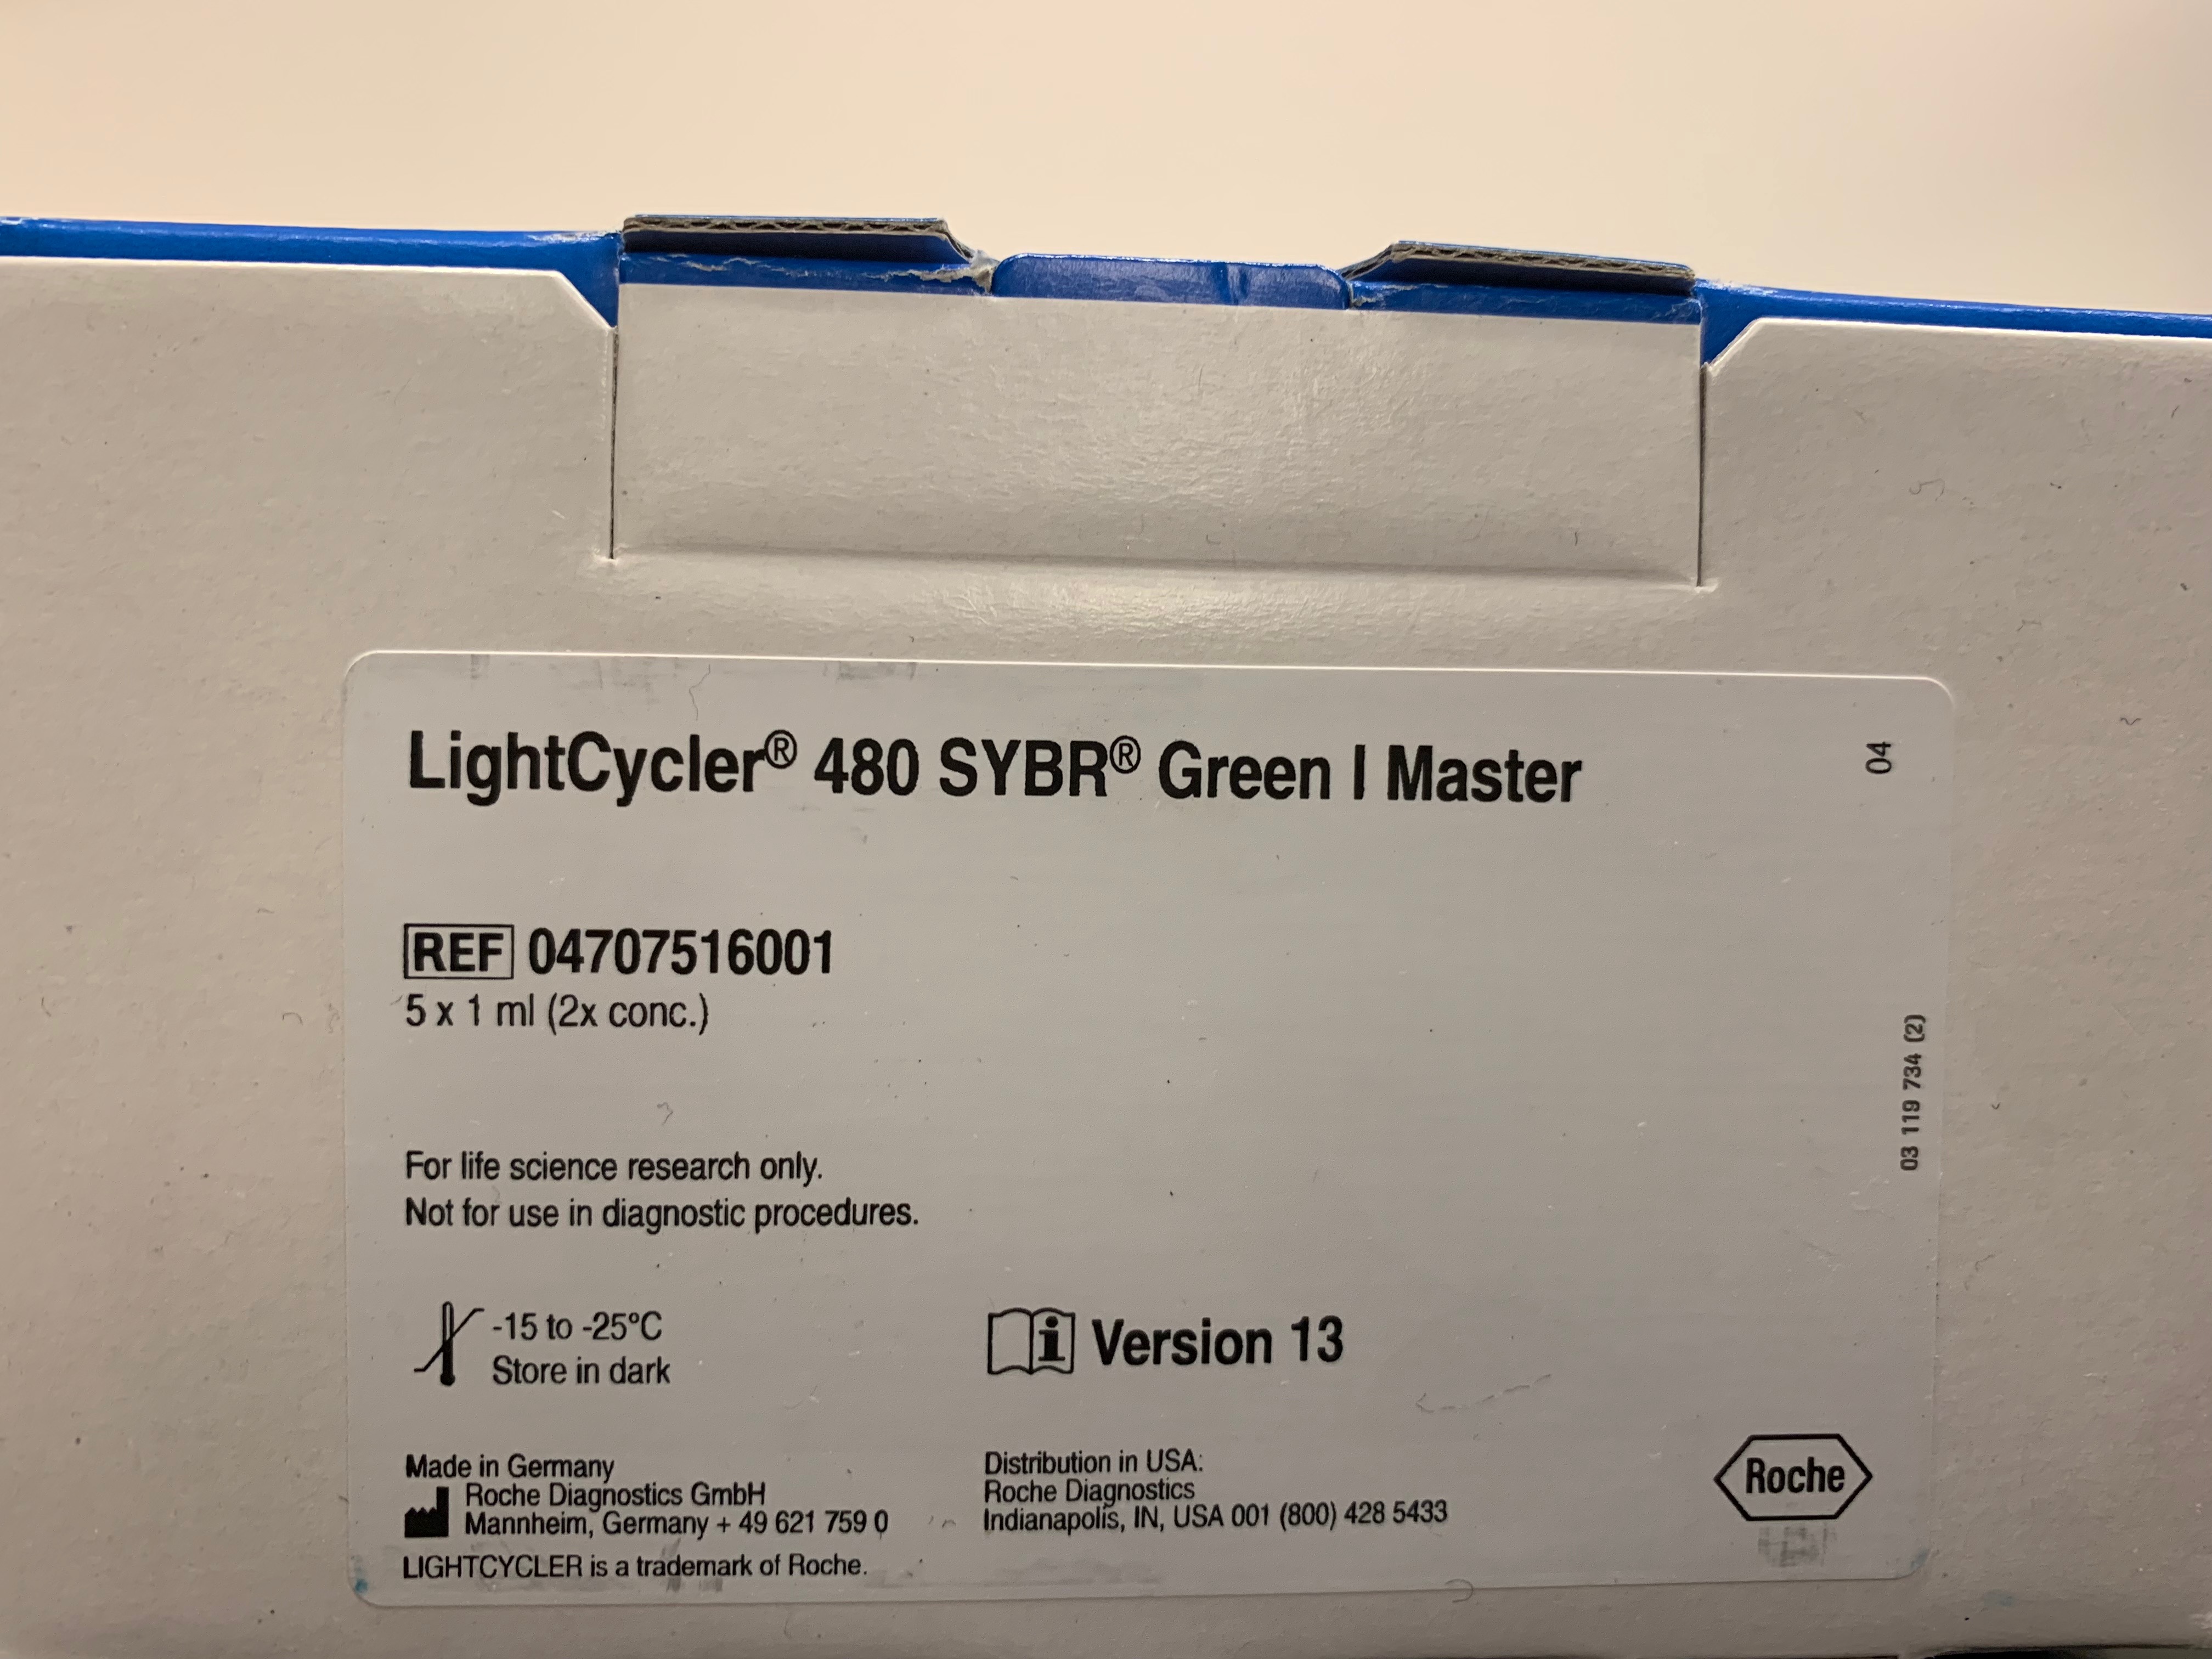 LightCycler® 480 SYBR® Green I Master
04
REF 04707516001
5 x 1 ml (2x conc.)
03 119 734 (2)
For life science research only.
Not for use in diagnostic procedures.
-15 to -25°C
Store in dark
i Version 13
Made in Germany
Roche Diagnostics GmbH
Mannheim, Germany + 49 621 759 0
LIGHTCYCLER is a trademark of Roche.
Distribution in USA:
Roche Diagnostics
Indianapolis, IN, USA 001 (800) 428 5433
Roche